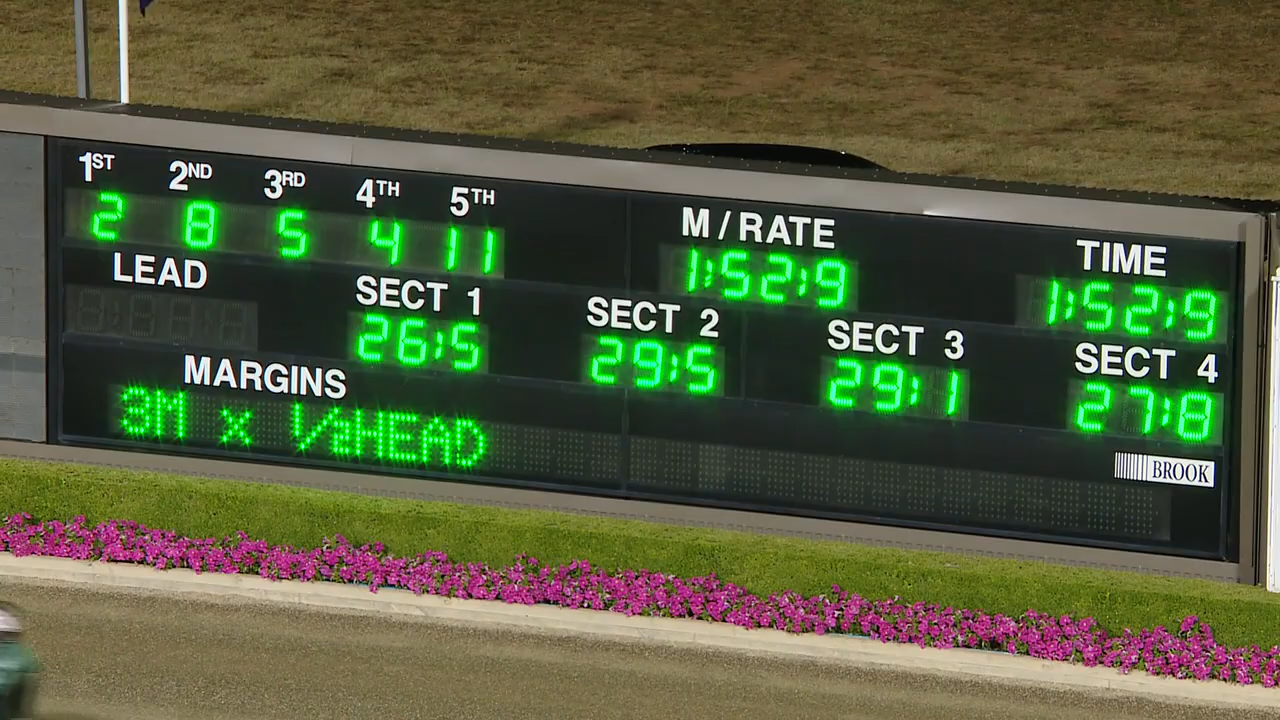 1ST 2ND 3RD 4TH 5TH M/RATE TIME
2 8 5 4 11 1:52:9 1:52:9
LEAD SECT 1 SECT 2 SECT 3 SECT 4
26:5 29:5 29:1 27:8
MARGINS
3M x 1/2HEAD
BROOK